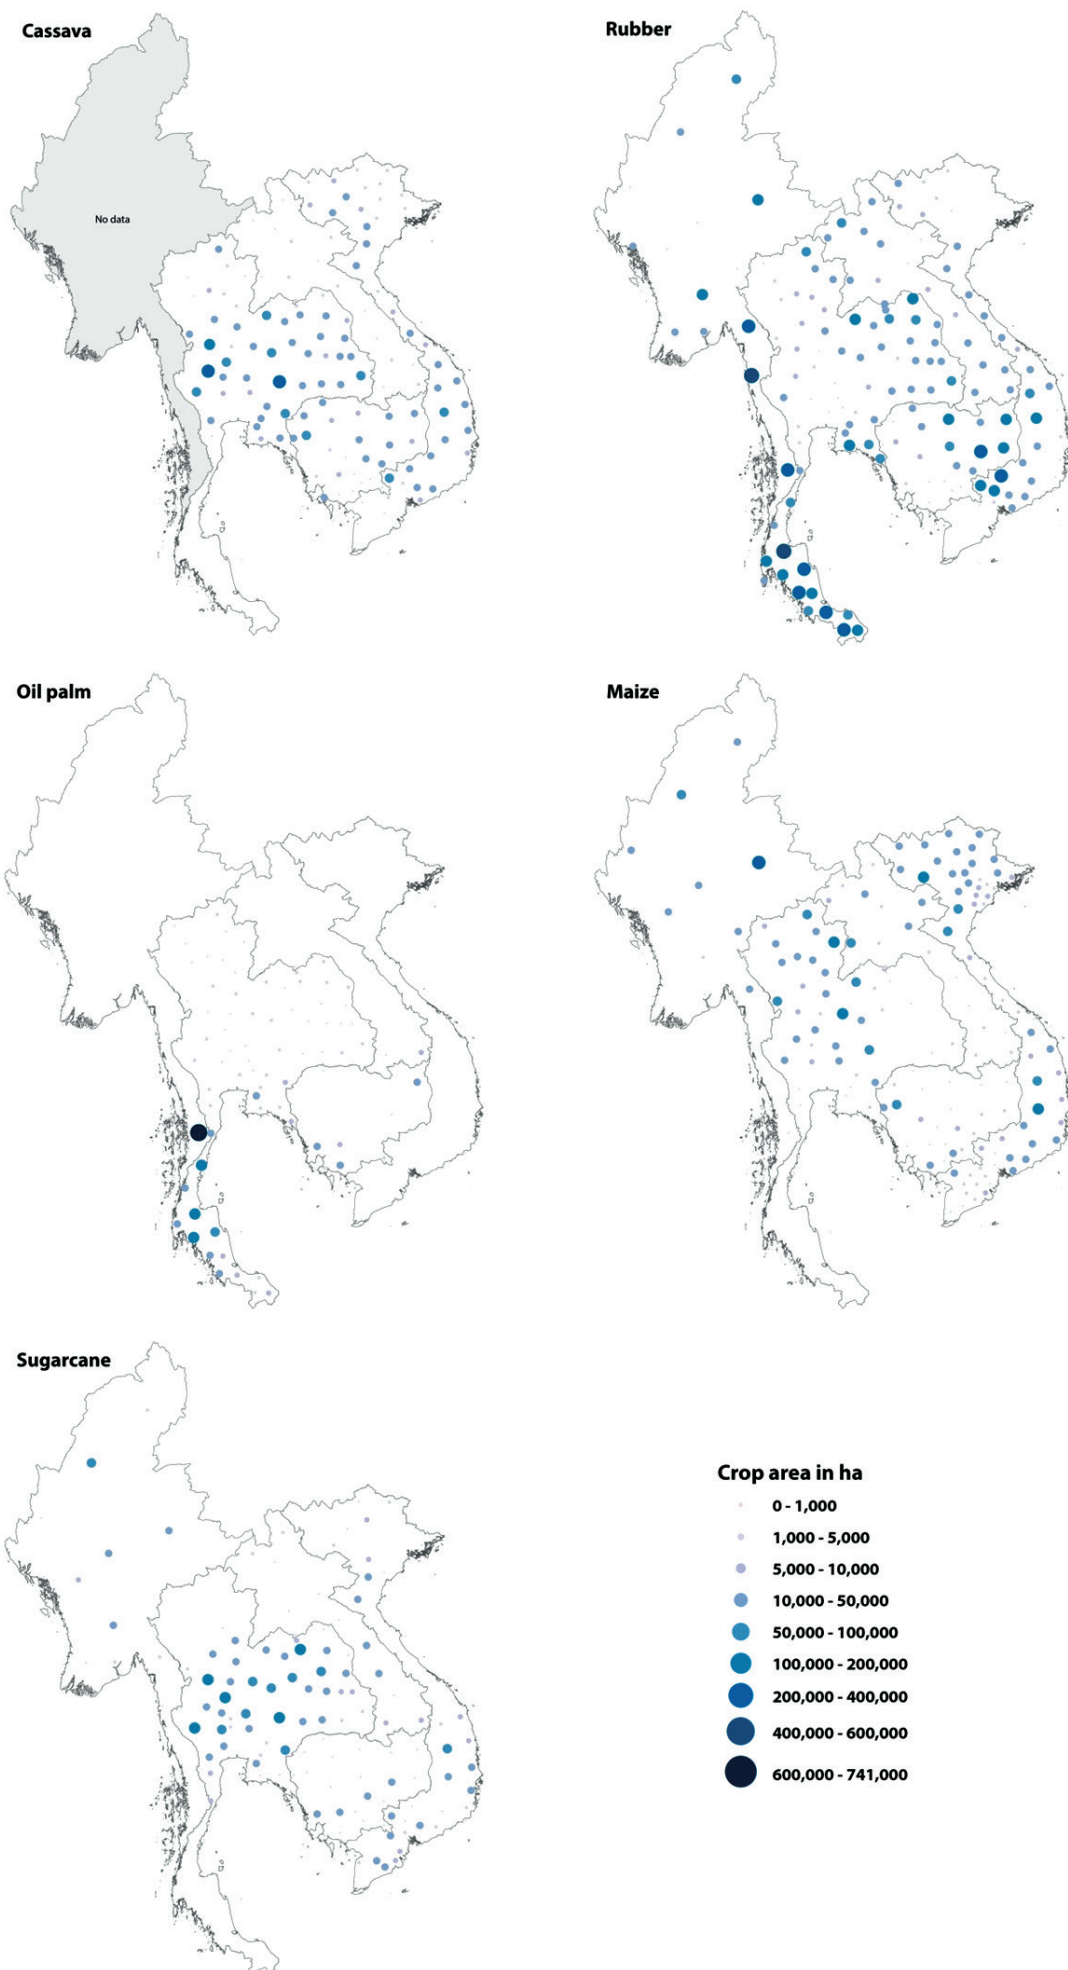 Cassava
Rubber
No data
Oil palm
Maize
Sugarcane
Crop area in ha
0 - 1,000
1,000 - 5,000
5,000 - 10,000
10,000 - 50,000
50,000 - 100,000
100,000 - 200,000
200,000 - 400,000
400,000 - 600,000
600,000 - 741,000